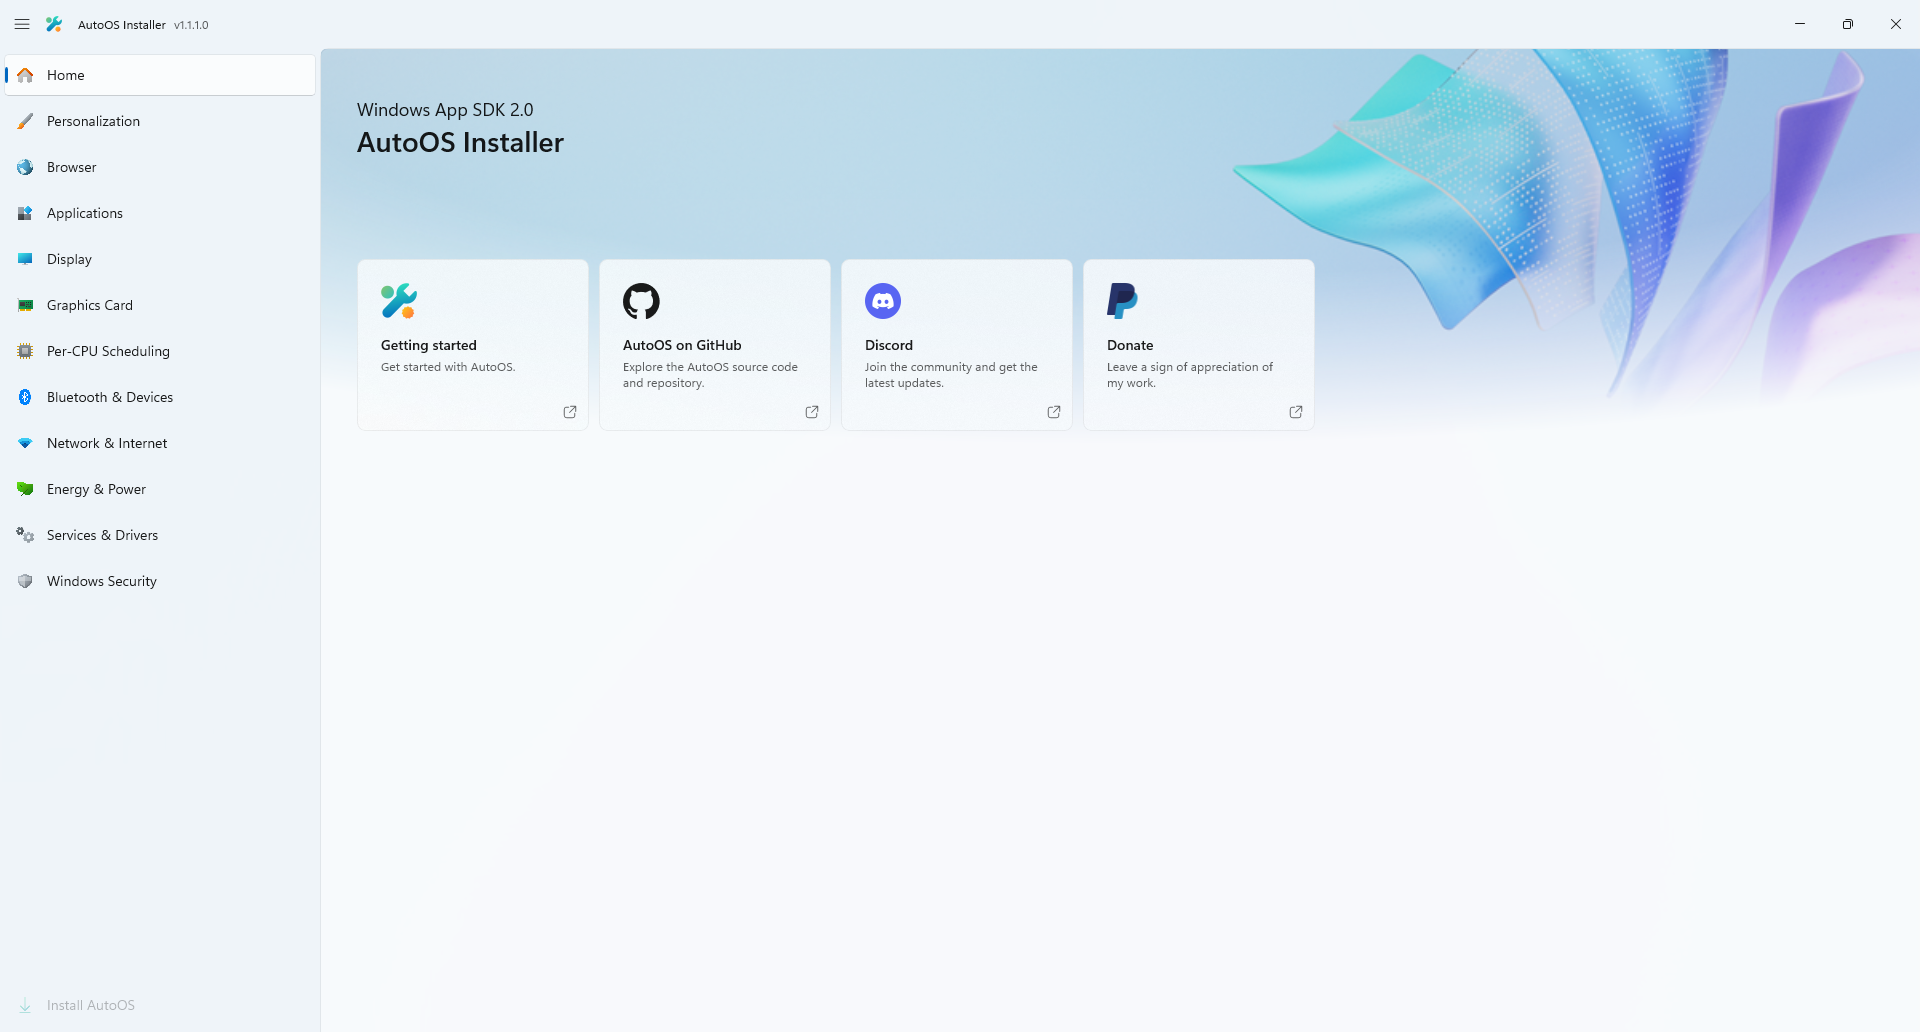 AutoOS Installer v1.1.1.0
Home
Personalization
Browser
Applications
Display
Graphics Card
Per-CPU Scheduling
Bluetooth & Devices
Network & Internet
Energy & Power
Services & Drivers
Windows Security
Install AutoOS
Windows App SDK 2.0
AutoOS Installer
Getting started
Get started with AutoOS.
AutoOS on GitHub
Explore the AutoOS source code
and repository.
Discord
Join the community and get the
latest updates.
Donate
Leave a sign of appreciation of
my work.